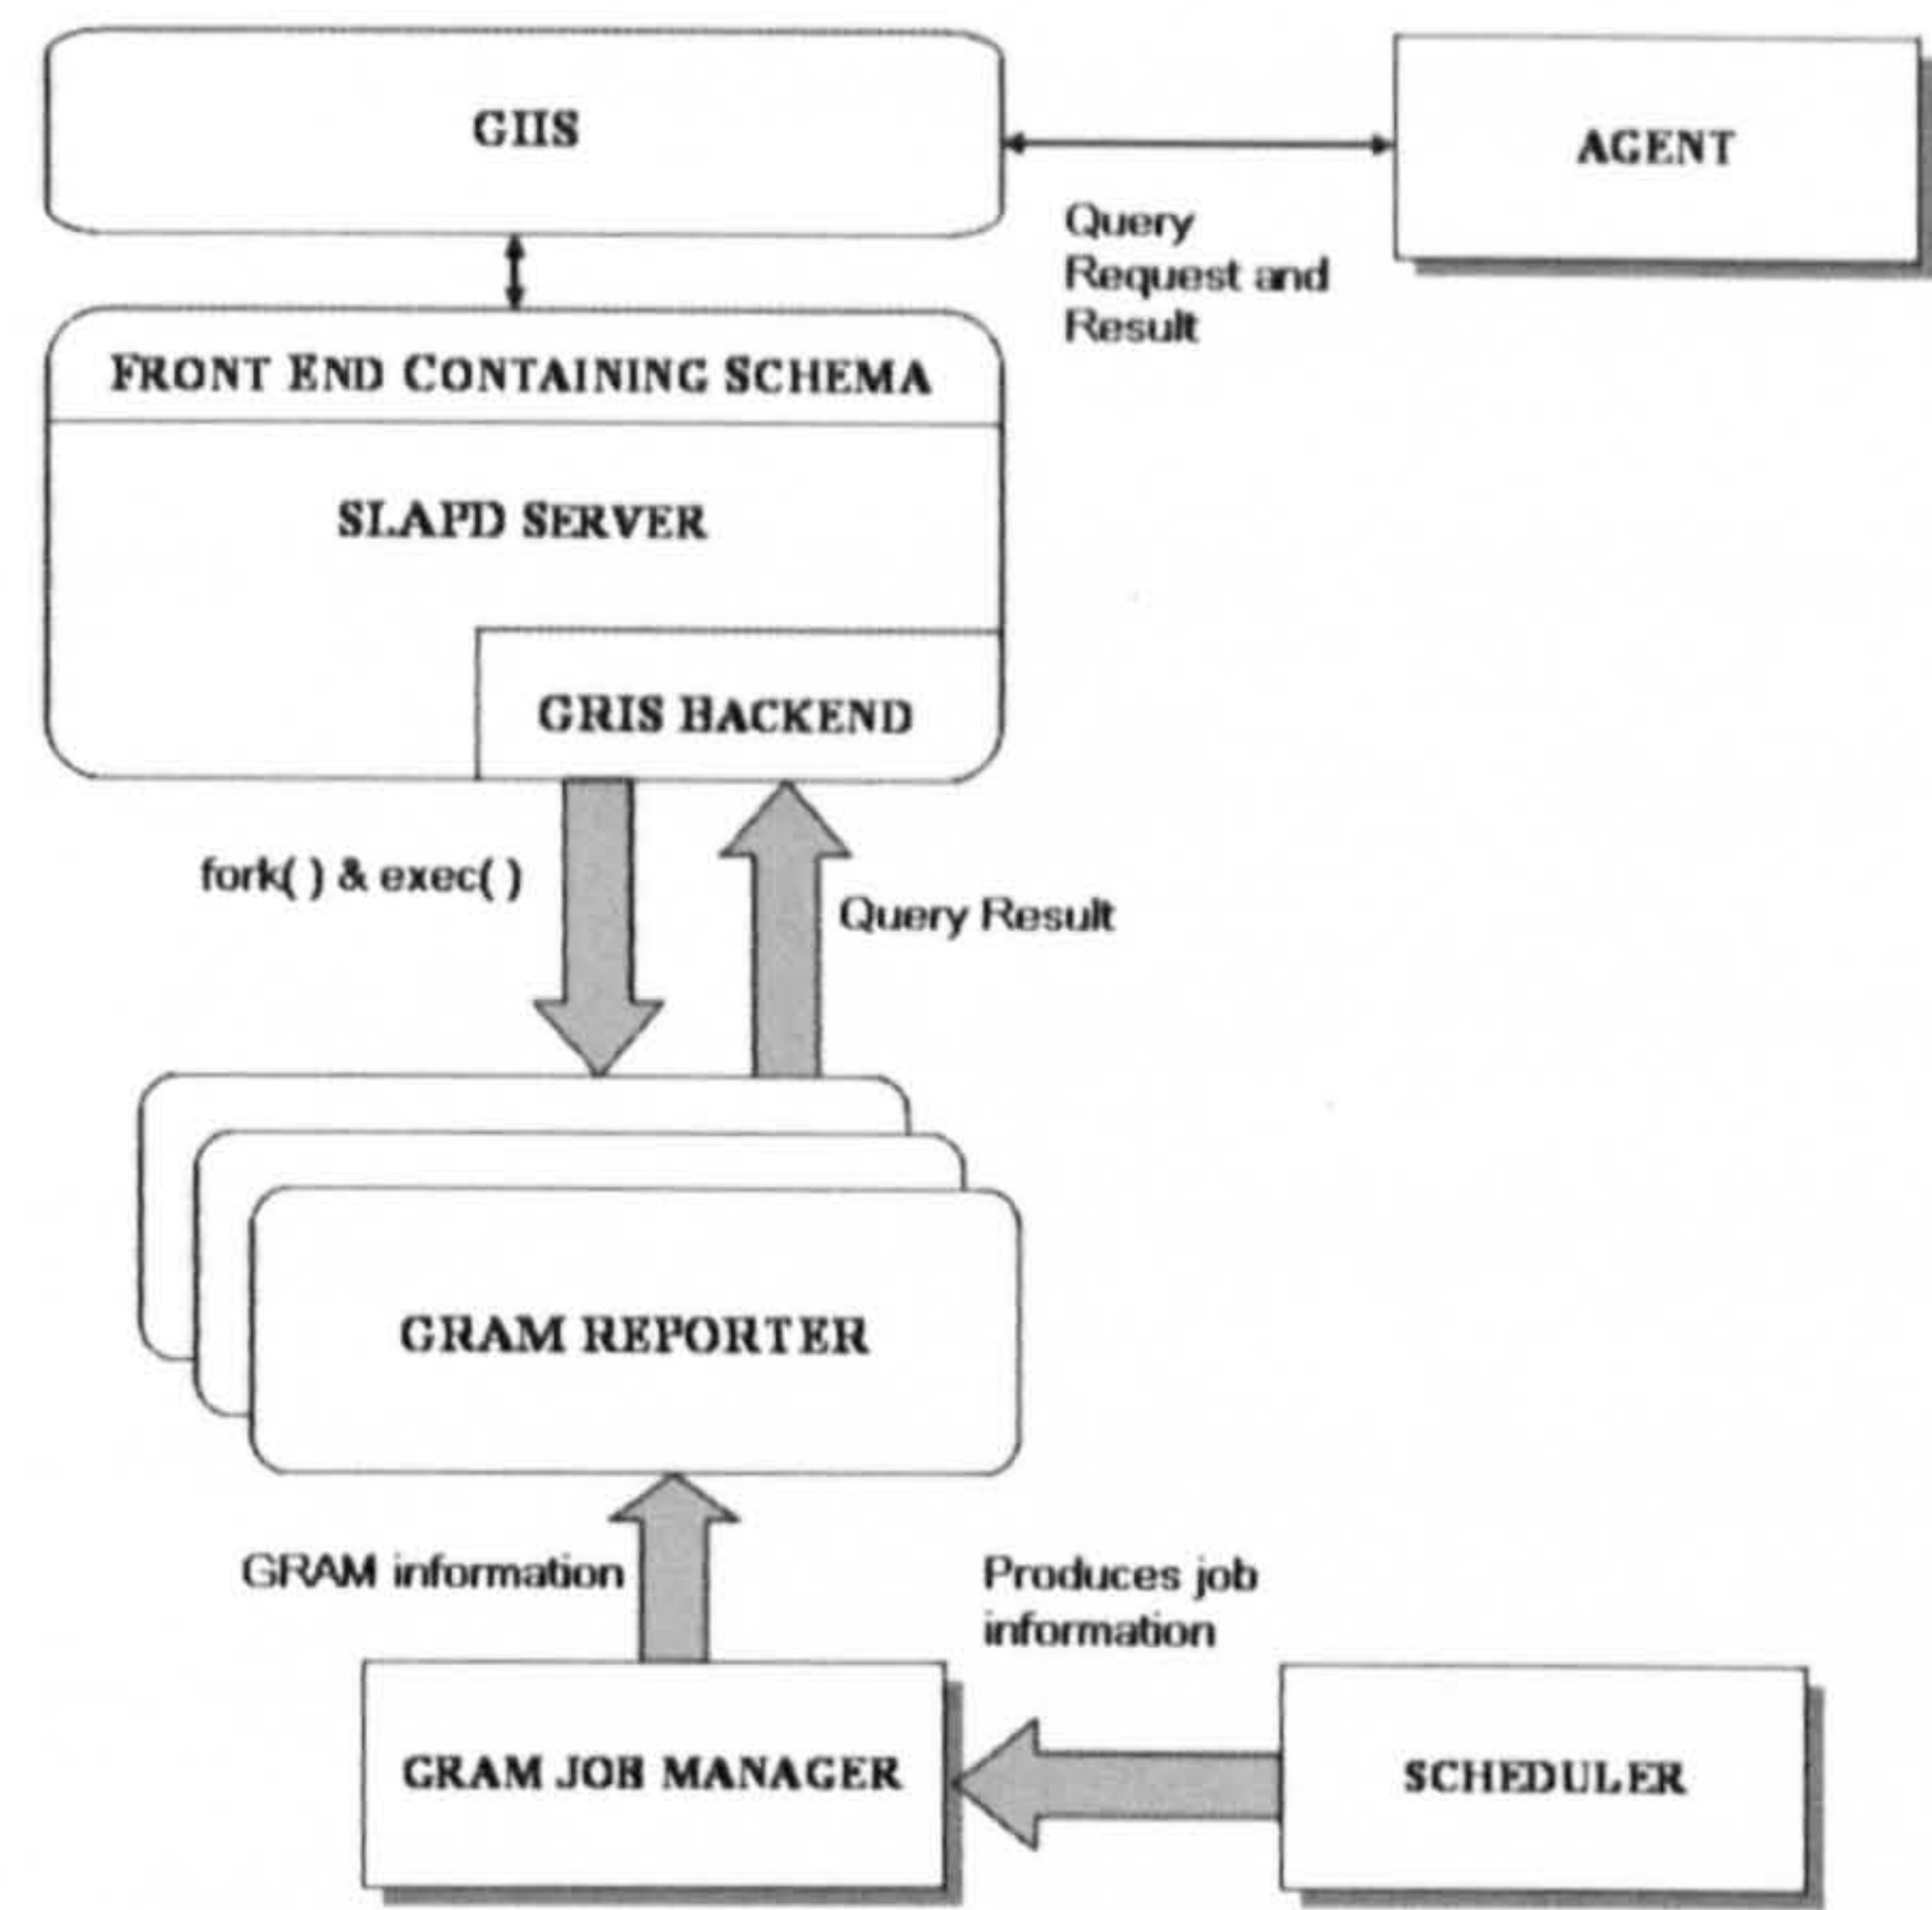 GIIS
AGENT
Query
Request and
Result
FRONT END CONTAINING SCHEMA
SLAPD SERVER
GRIS BACKEND
fork( ) & exec( )
Query Result
GRAM REPORTER
GRAM information
Produces job
information
GRAM JOB MANAGER
SCHEDULER